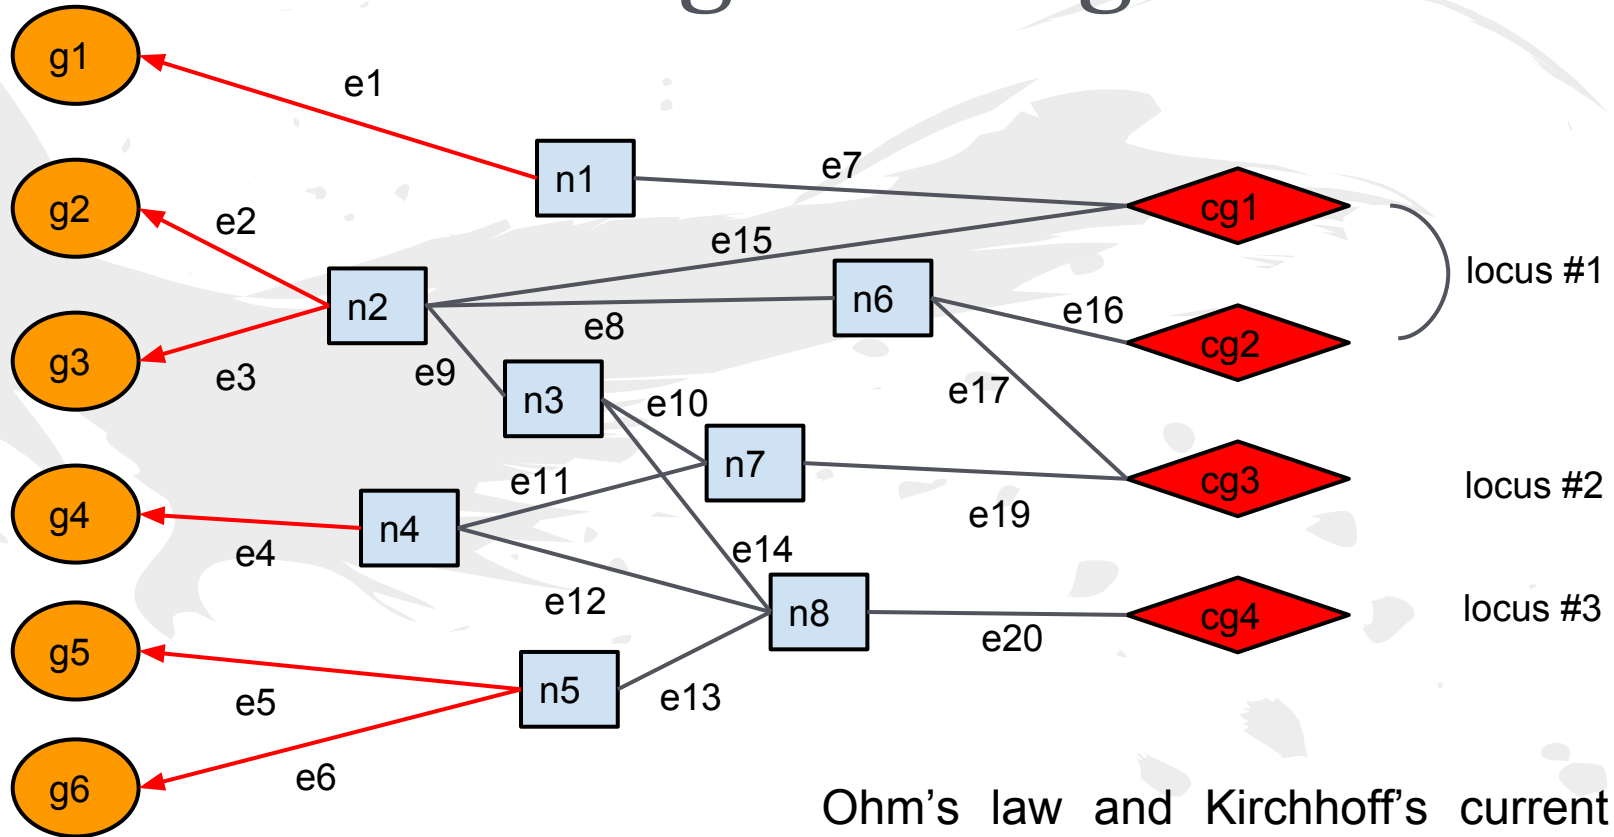 g1
e1
n1
e7
cg1
g2
e2
e15
locus #1
n2
n6
e16
e8
cg2
g3
e3
e9
n3
e10
e17
n7
cg3
locus #2
e11
g4
n4
e19
e4
e14
e12
n8
cg4
locus #3
e20
g5
n5
e5
e13
g6
e6
Ohm's law and Kirchhoff's current